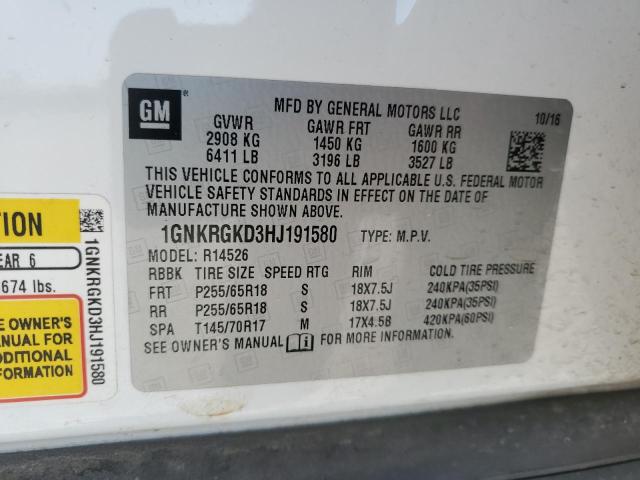 GM
MFD BY GENERAL MOTORS LLC
10/16
GVWR GAWR FRT GAWR RR
2908 KG 1450 KG 1600 KG
6411 LB 3196 LB 3527 LB
THIS VEHICLE CONFORMS TO ALL APPLICABLE U.S. FEDERAL MOTOR
VEHICLE SAFETY STANDARDS IN EFFECT ON THE DATE OF
MANUFACTURE SHOWN ABOVE.
1GNKRGKD3HJ191580 TYPE: M.P.V.
MODEL: R14526
RBBK TIRE SIZE SPEED RTG RIM COLD TIRE PRESSURE
FRT P255/65R18 S 18X7.5J 240KPA(35PSI)
RR P255/65R18 S 18X7.5J 240KPA(35PSI)
SPA T145/70R17 M 17X4.5B 420KPA(60PSI)
SEE OWNER'S MANUAL FOR MORE INFORMATION.
TION
EAR 6
674 lbs.
E OWNER'S
ANUAL FOR
DDITIONAL
FORMATION
1GNKRGKD3HJ191580